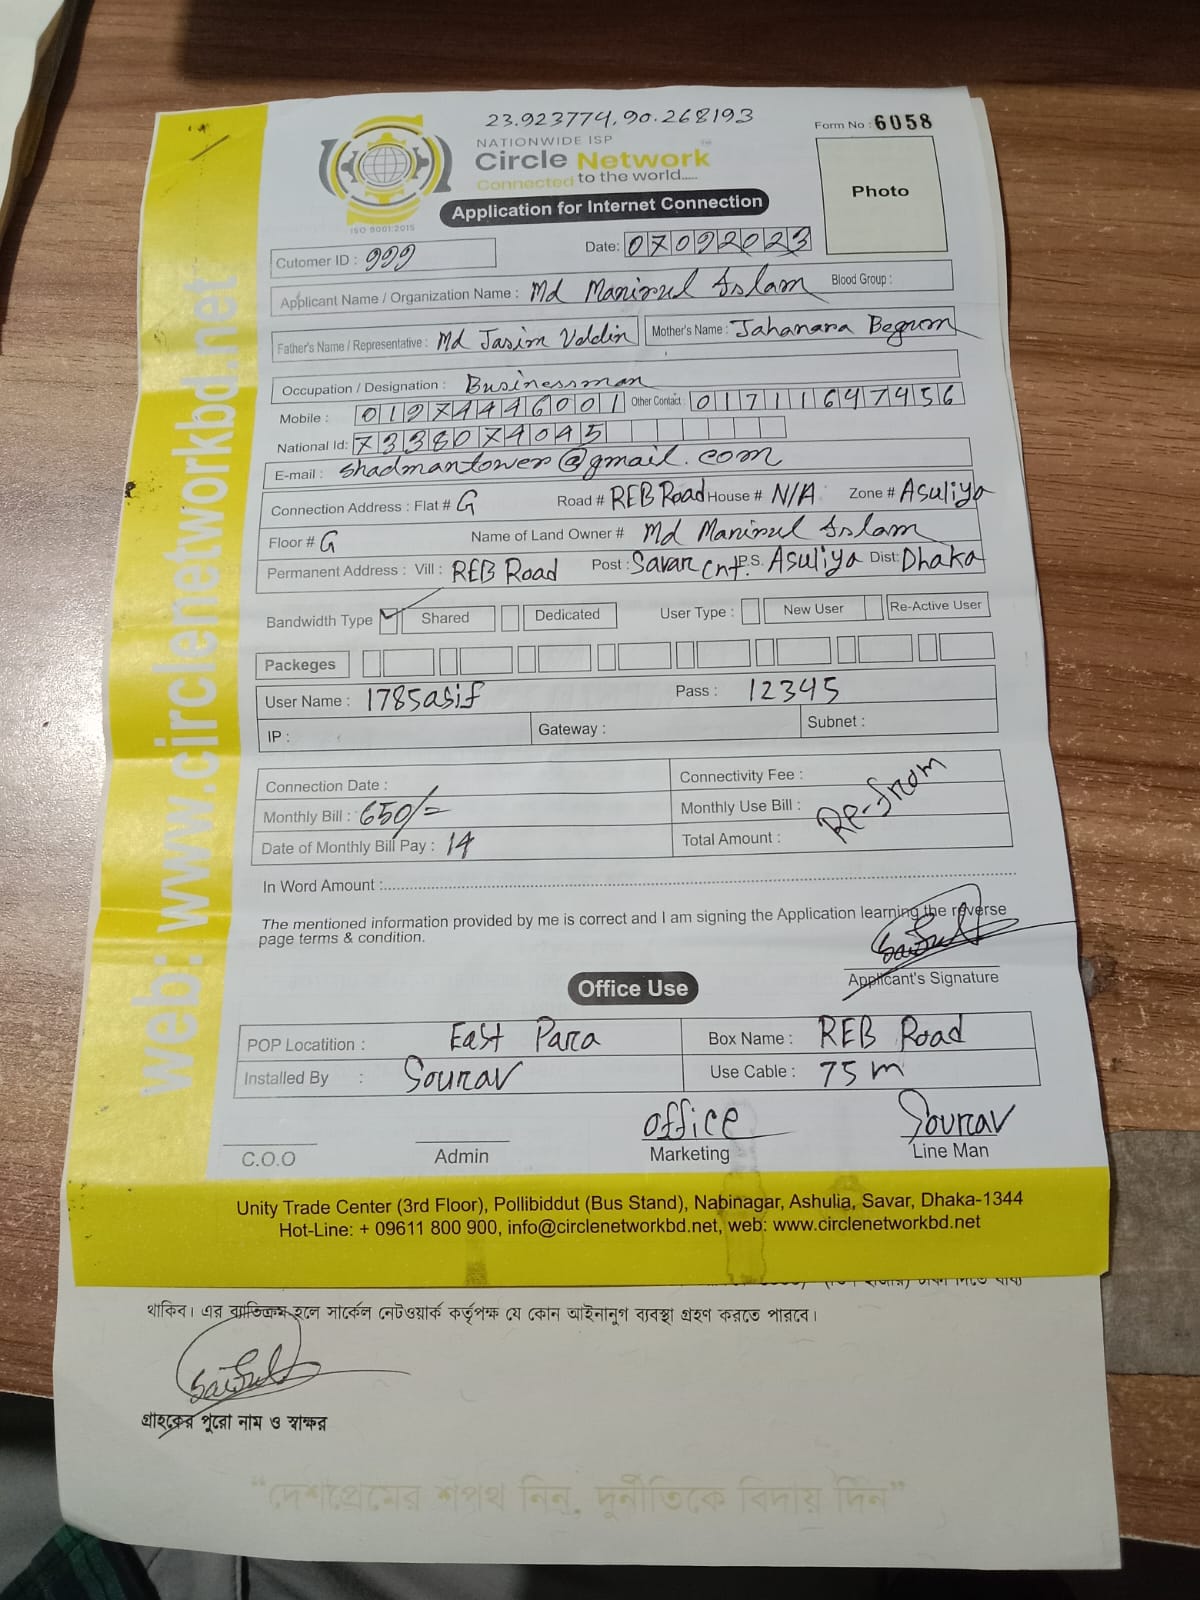 23.923774, 90.268193
Form No : 6058
NATIONWIDE ISP
Circle Network
Connected to the world.....
ISO 9001:2015
Application for Internet Connection
Photo
Cutomer ID : 999
Date: 07092023
Applicant Name / Organization Name : Md Manirul Islam Blood Group :
Father's Name / Representative : Md Jasim Uddin Mother's Name : Jahanara Begum
Occupation / Designation : Businessman
Mobile : 01974446001 Other Contact : 01711647456
National Id: 7338074045
E-mail : shadmantower@gmail.com
Connection Address : Flat # G Road # REB Road House # N/A Zone # Asuliya
Floor # G Name of Land Owner # Md Manirul Islam
Permanent Address : Vill : REB Road Post : Savar Cnt. P.S. Asuliya Dist: Dhaka
Bandwidth Type Shared Dedicated User Type : New User Re-Active User
Packeges
User Name : 1785asif Pass : 12345
IP : Gateway : Subnet :
Connection Date : Connectivity Fee :
Monthly Bill : 650/= Monthly Use Bill :
Re-from
Date of Monthly Bill Pay : 14 Total Amount :
In Word Amount :
The mentioned information provided by me is correct and I am signing the Application learning the reverse
page terms & condition.
Applicant's Signature
Office Use
POP Locatition : East Para Box Name : REB Road
Installed By : Sourav Use Cable : 75 m
office Sourav
C.O.O Admin Marketing Line Man
Unity Trade Center (3rd Floor), Pollibiddut (Bus Stand), Nabinagar, Ashulia, Savar, Dhaka-1344
Hot-Line: + 09611 800 900, info@circlenetworkbd.net, web: www.circlenetworkbd.net
web: www.circlenetworkbd.net
থাকিব। এর ব্যতিক্রম হলে সার্কেল নেটওয়ার্ক কর্তৃপক্ষ যে কোন আইনানুগ ব্যবস্থা গ্রহণ করতে পারবে।
গ্রাহকের পুরো নাম ও স্বাক্ষর
"দেশপ্রেমের শপথ নিন, দুর্নীতিকে বিদায় দিন"